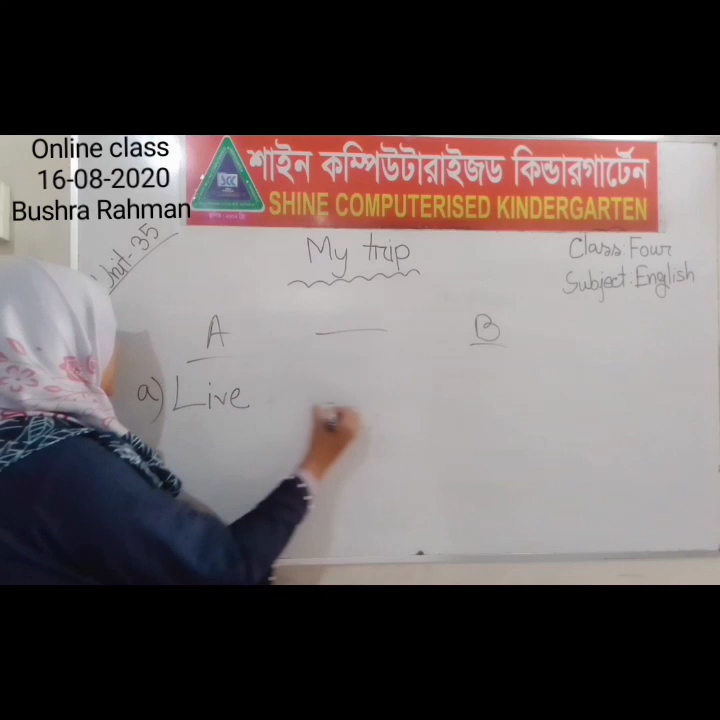 Online class
16-08-2020
Bushra Rahman
শাইন কম্পিউটারাইজড কিন্ডারগার্টেন
SCC
SHINE COMPUTERISED KINDERGARTEN
Unit-35
My trip
Class: Four
Subject: English
A
B
a) Live